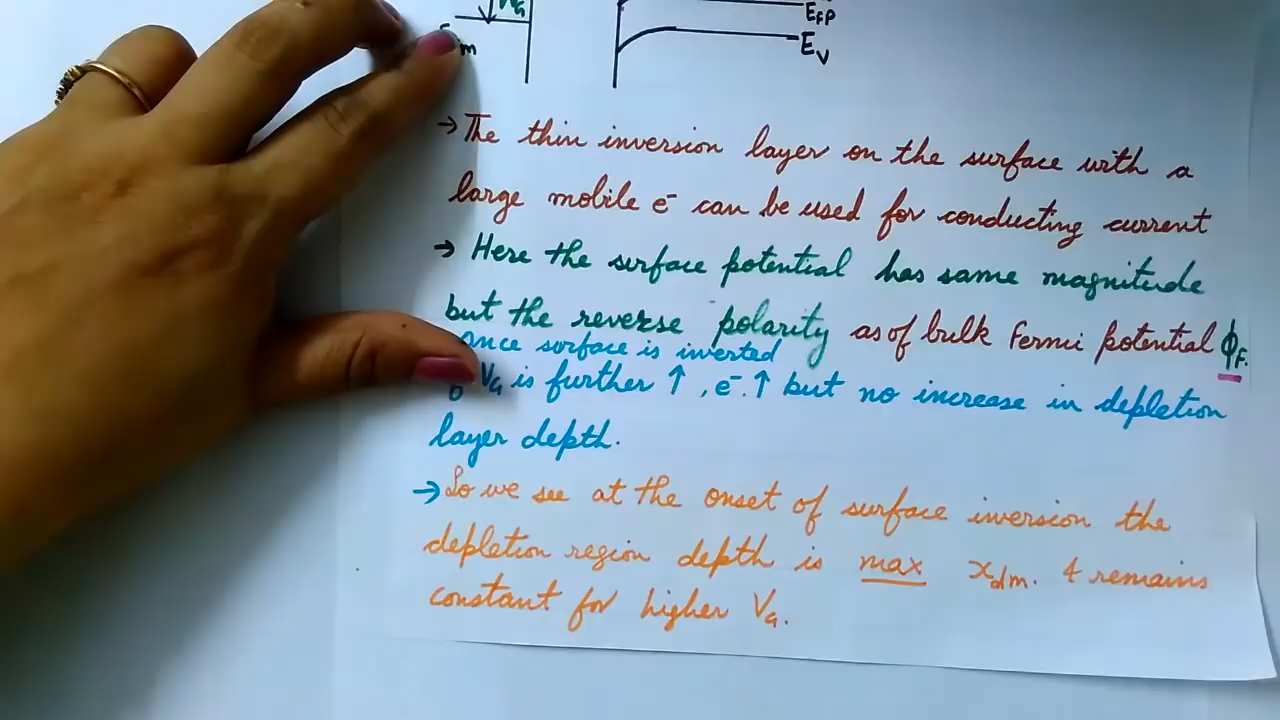 VG
m
EFP
EV
→ The thin inversion layer on the surface with a
large mobile e⁻ can be used for conducting current
→ Here the surface potential has same magnitude
but the reverse polarity as of bulk Fermi potential ϕF.
Once surface is inverted
VG is further ↑, e⁻.↑ but no increase in depletion
layer depth.
→ So we see at the onset of surface inversion the
depletion region depth is max xdm. & remains
constant for higher VG.